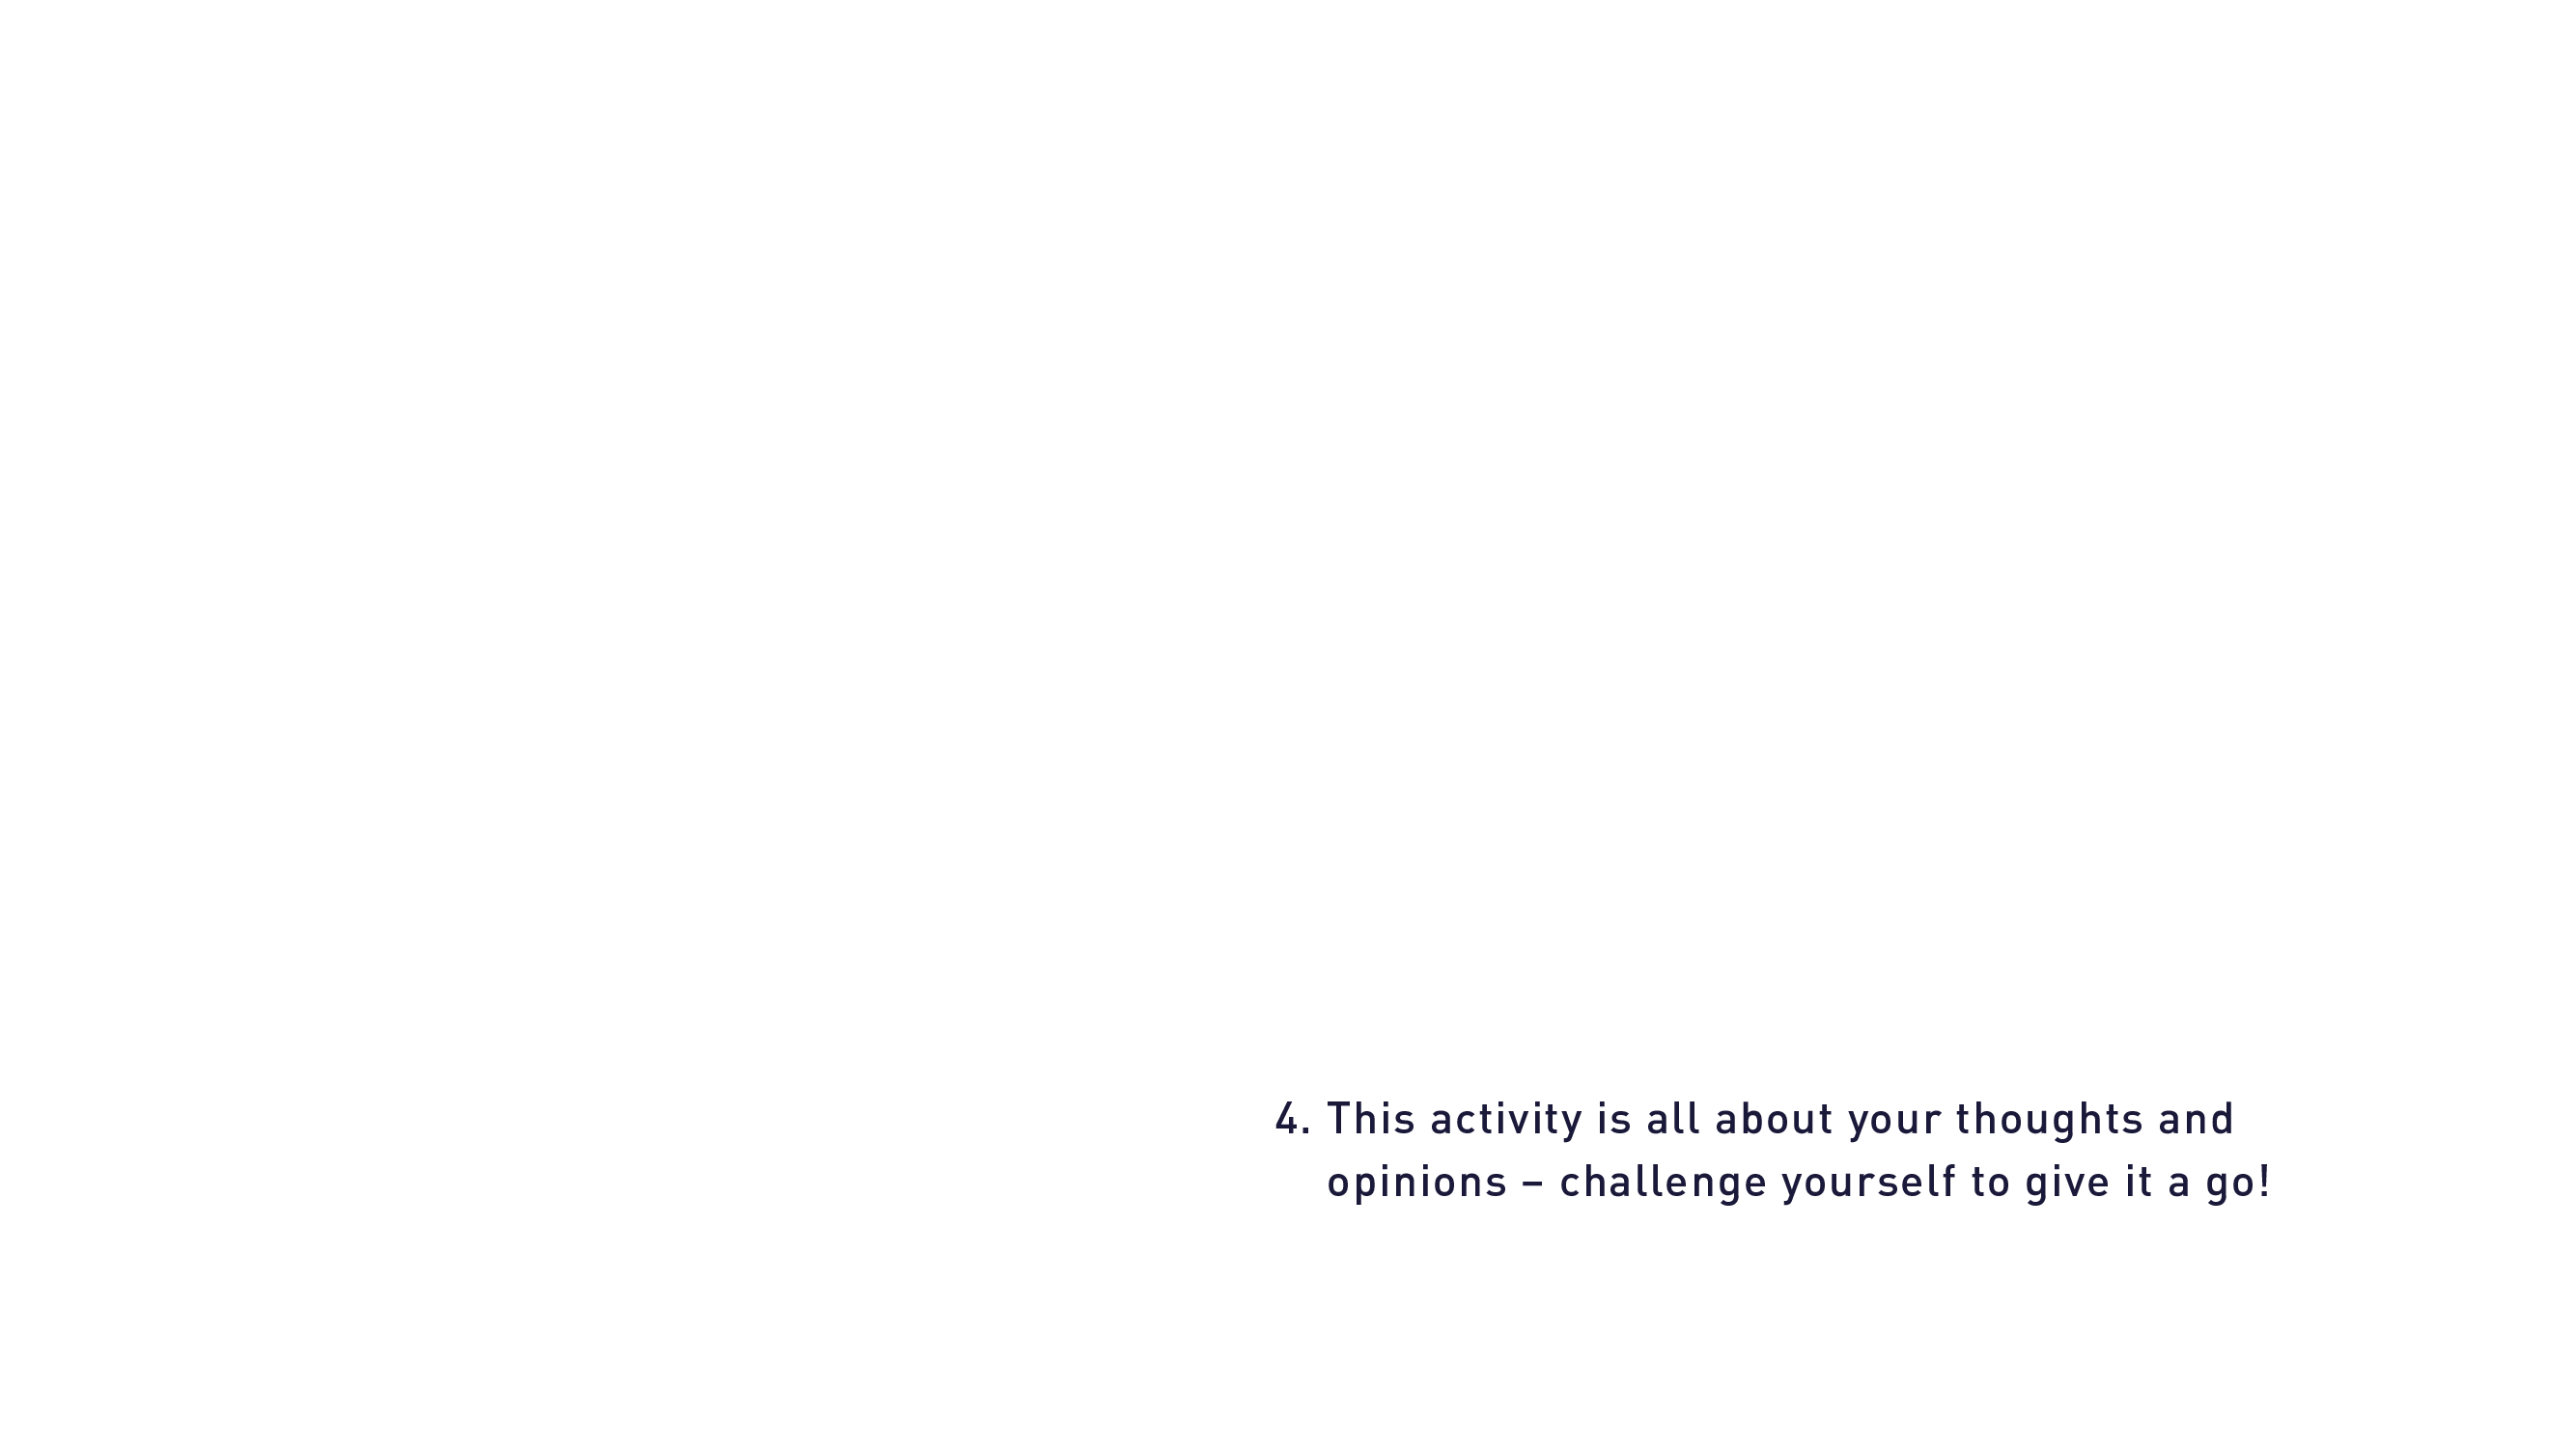 4. This activity is all about your thoughts and
opinions – challenge yourself to give it a go!